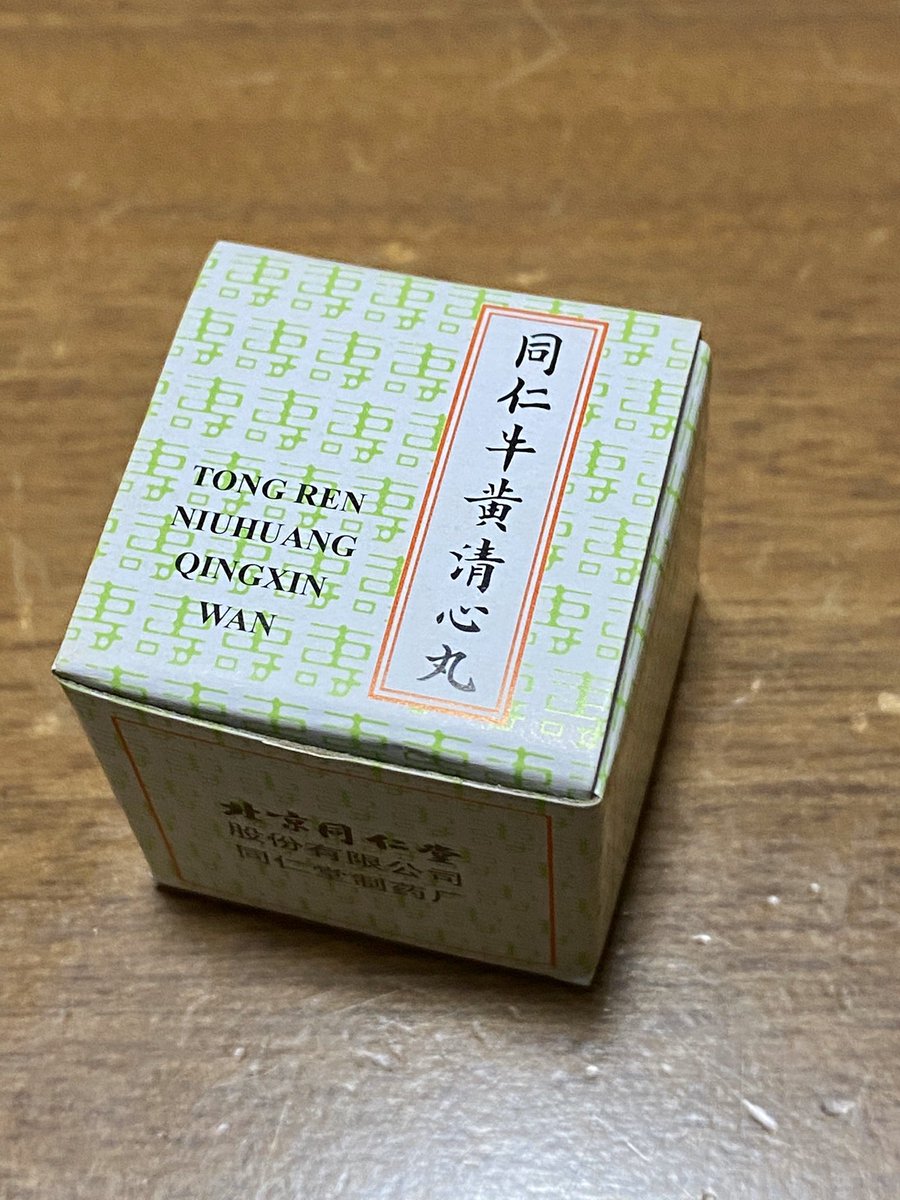 同仁牛黄清心丸
TONG REN
NIUHUANG
QINGXIN
WAN
北京同仁堂
股份有限公司
同仁堂制药厂